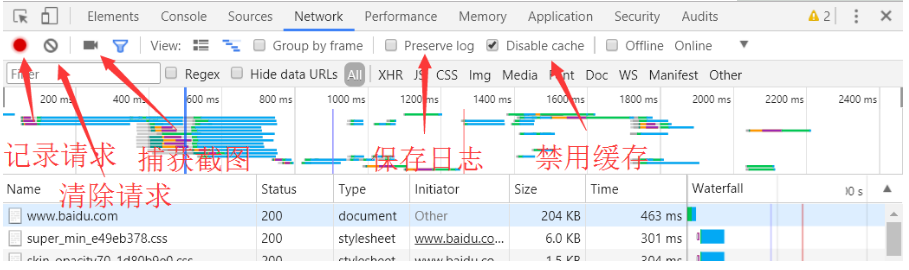 Elements Console Sources Network Performance Memory Application Security Audits 2
View: Group by frame Preserve log Disable cache Offline Online
Filter Regex Hide data URLs All XHR JS CSS Img Media Font Doc WS Manifest Other
200 ms 400 ms 600 ms 800 ms 1000 ms 1200 ms 1400 ms 1600 ms 1800 ms 2000 ms 2200 ms 2400 ms
记录请求 捕获截图 保存日志 禁用缓存
清除请求
Name Status Type Initiator Size Time Waterfall
www.baidu.com 200 document Other 204 KB 463 ms
super_min_e49eb378.css 200 stylesheet www.baidu.co... 6.0 KB 301 ms
skin_opacity70_1d80b9e0.css 200 stylesheet www.baidu.co... 1.5 KB 304 ms